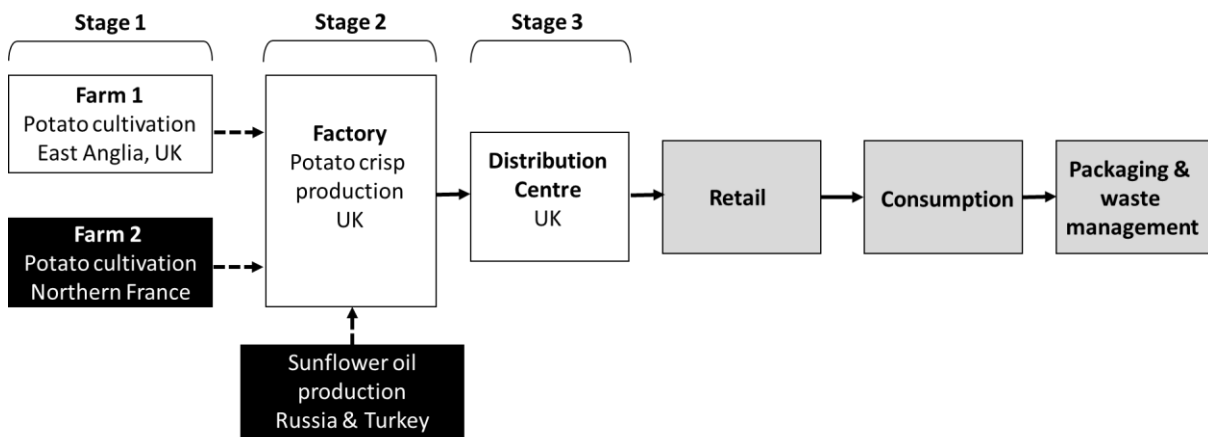 Stage 1
Stage 2
Stage 3
Farm 1
Potato cultivation
East Anglia, UK
Farm 2
Potato cultivation
Northern France
Factory
Potato crisp
production
UK
Sunflower oil
production
Russia & Turkey
Distribution
Centre
UK
Retail
Consumption
Packaging &
waste
management